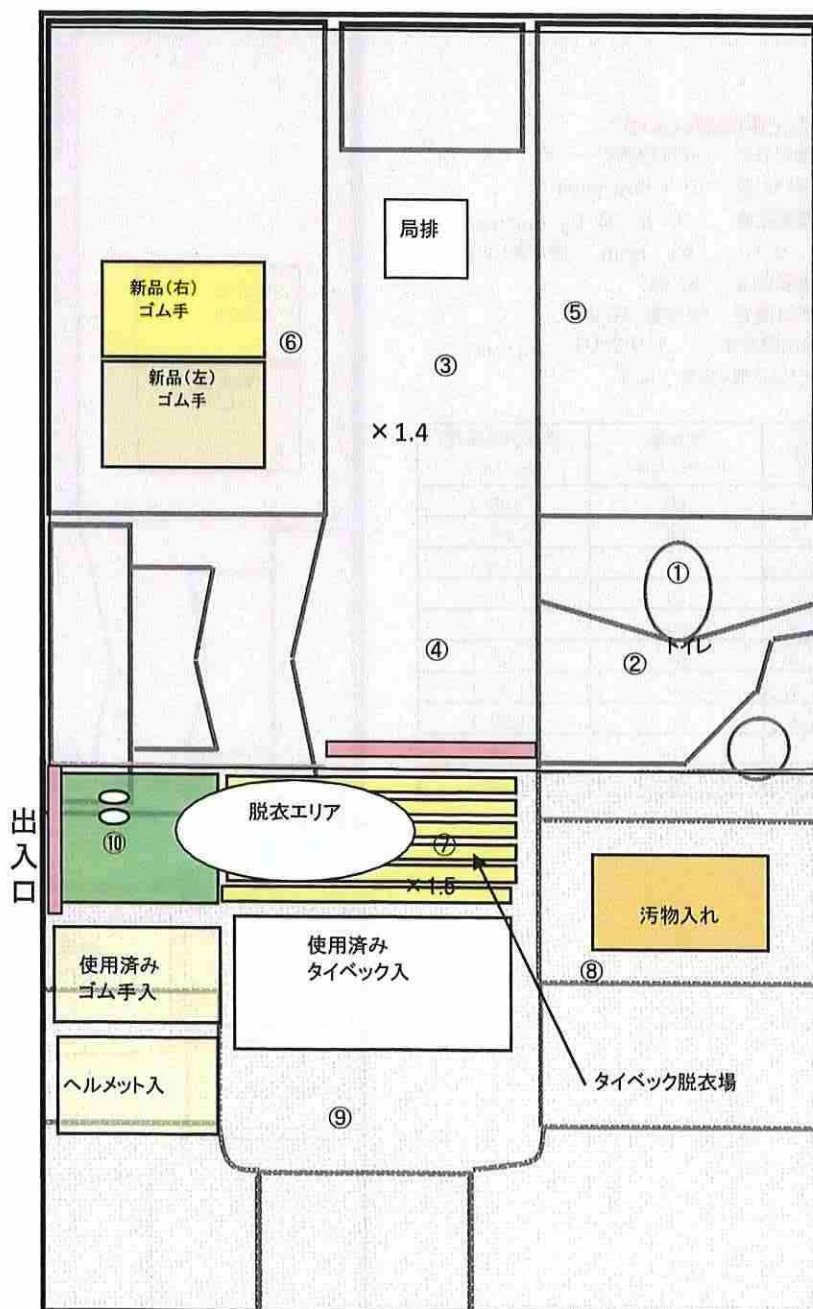 局排
新品(右)
ゴム手
⑥
⑤
③
新品(左)
ゴム手
×1.4
①
④
②
トイレ
出入口
脱衣エリア
⑩
⑦
×1.5
汚物入れ
使用済み
タイベック入
使用済み
ゴム手入
⑧
ヘルメット入
タイベック脱衣場
⑨